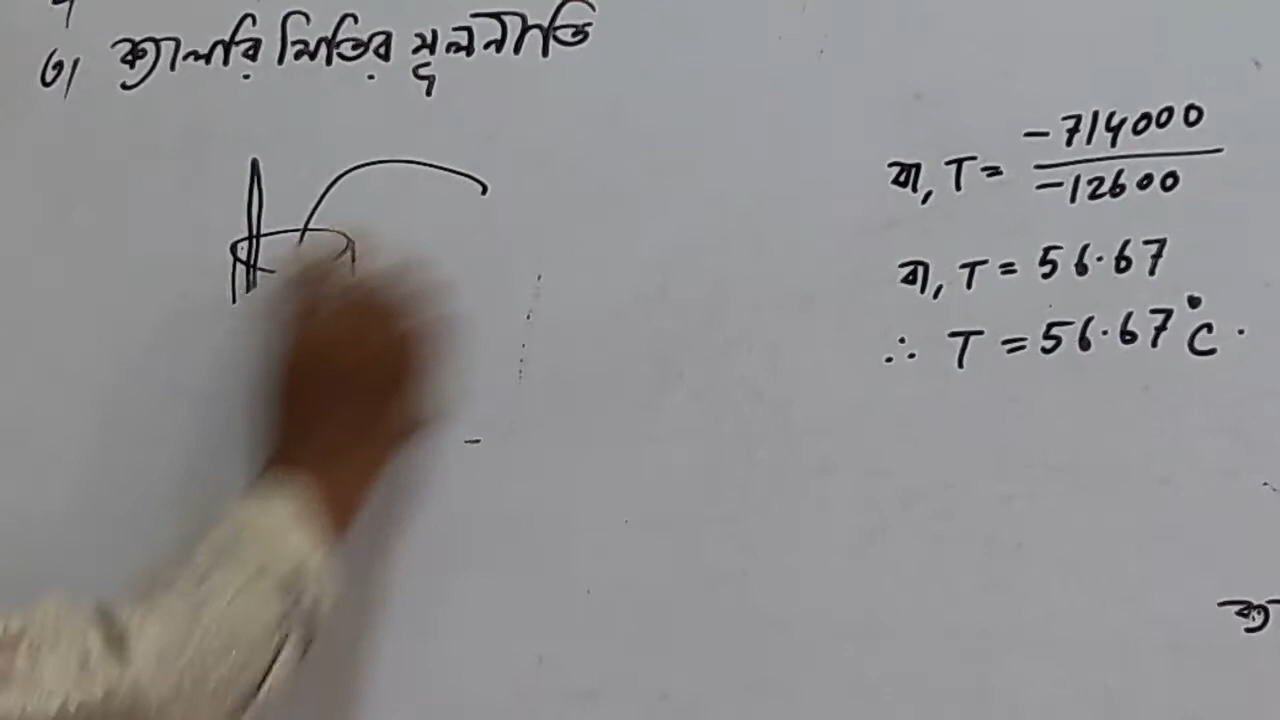 ৩। ক্যালরি মিতির মূলনীতি
বা, T = -714000 / -12600
বা, T = 56.67
∴ T = 56.67°C.